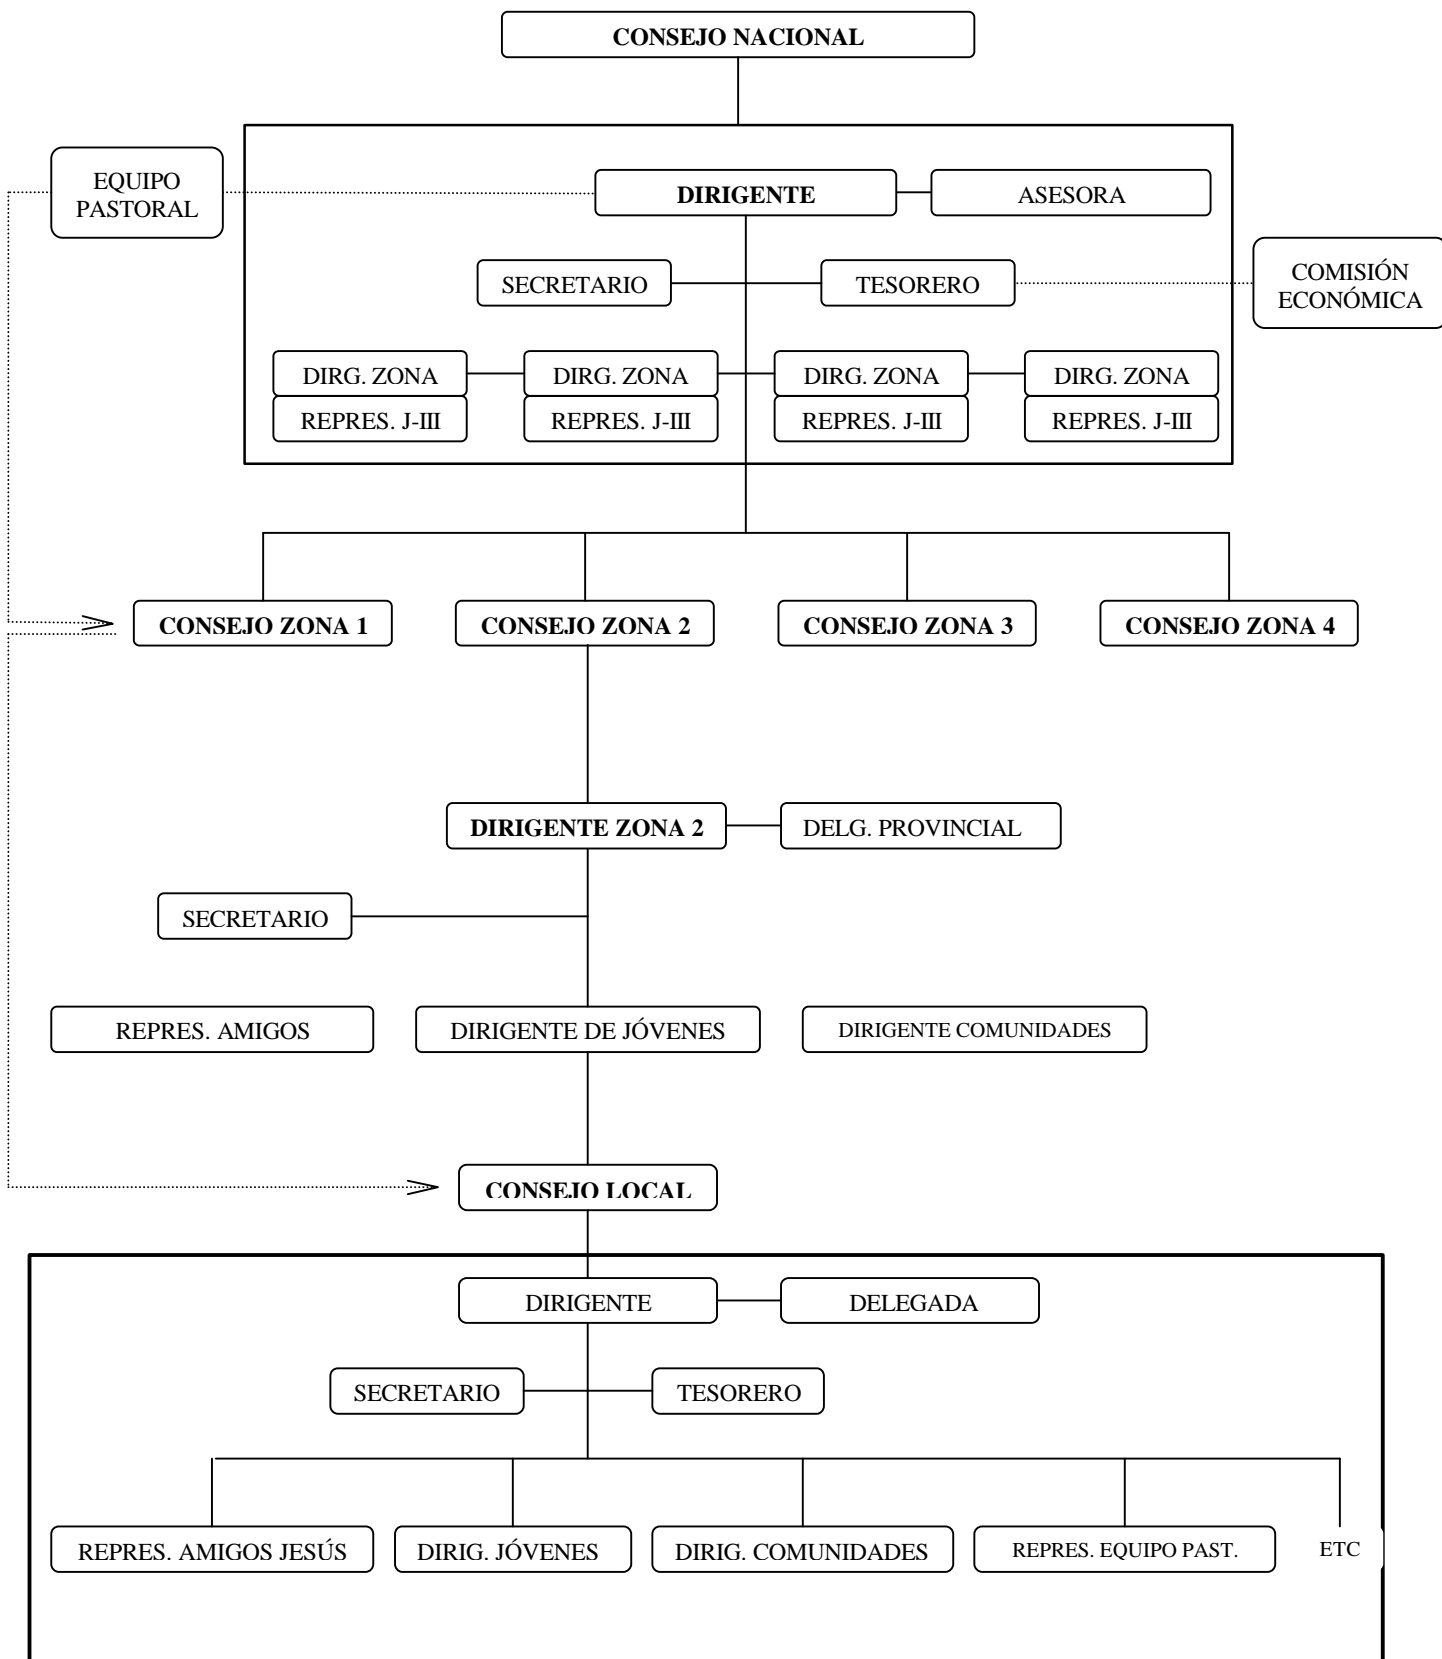 CONSEJO NACIONAL
EQUIPO
PASTORAL
DIRIGENTE
ASESORA
SECRETARIO
TESORERO
COMISIÓN
ECONÓMICA
DIRG. ZONA
DIRG. ZONA
DIRG. ZONA
DIRG. ZONA
REPRES. J-III
REPRES. J-III
REPRES. J-III
REPRES. J-III
CONSEJO ZONA 1
CONSEJO ZONA 2
CONSEJO ZONA 3
CONSEJO ZONA 4
DIRIGENTE ZONA 2
DELG. PROVINCIAL
SECRETARIO
REPRES. AMIGOS
DIRIGENTE DE JÓVENES
DIRIGENTE COMUNIDADES
CONSEJO LOCAL
DIRIGENTE
DELEGADA
SECRETARIO
TESORERO
REPRES. AMIGOS JESÚS
DIRIG. JÓVENES
DIRIG. COMUNIDADES
REPRES. EQUIPO PAST.
ETC